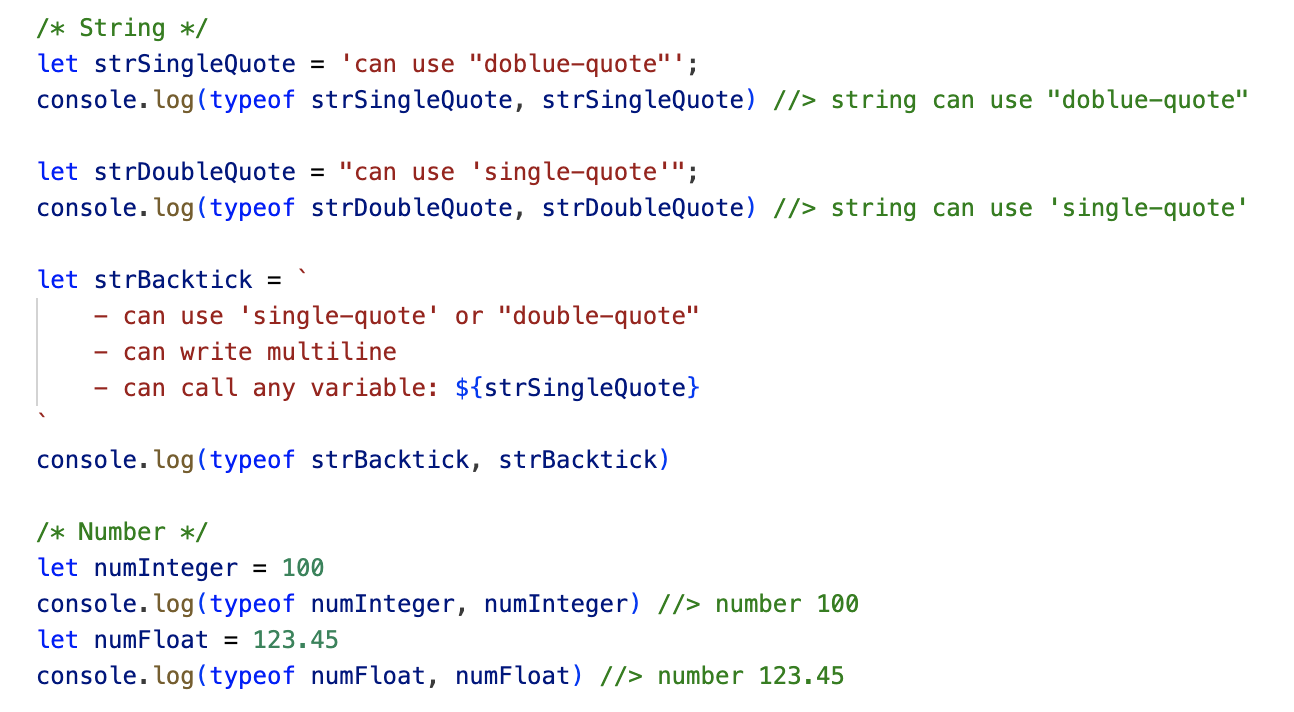 /* String */
let strSingleQuote = 'can use "doblue-quote"';
console.log(typeof strSingleQuote, strSingleQuote) //> string can use "doblue-quote"
let strDoubleQuote = "can use 'single-quote'";
console.log(typeof strDoubleQuote, strDoubleQuote) //> string can use 'single-quote'
let strBacktick = `
    - can use 'single-quote' or "double-quote"
    - can write multiline
    - can call any variable: ${strSingleQuote}
`
console.log(typeof strBacktick, strBacktick)
/* Number */
let numInteger = 100
console.log(typeof numInteger, numInteger) //> number 100
let numFloat = 123.45
console.log(typeof numFloat, numFloat) //> number 123.45